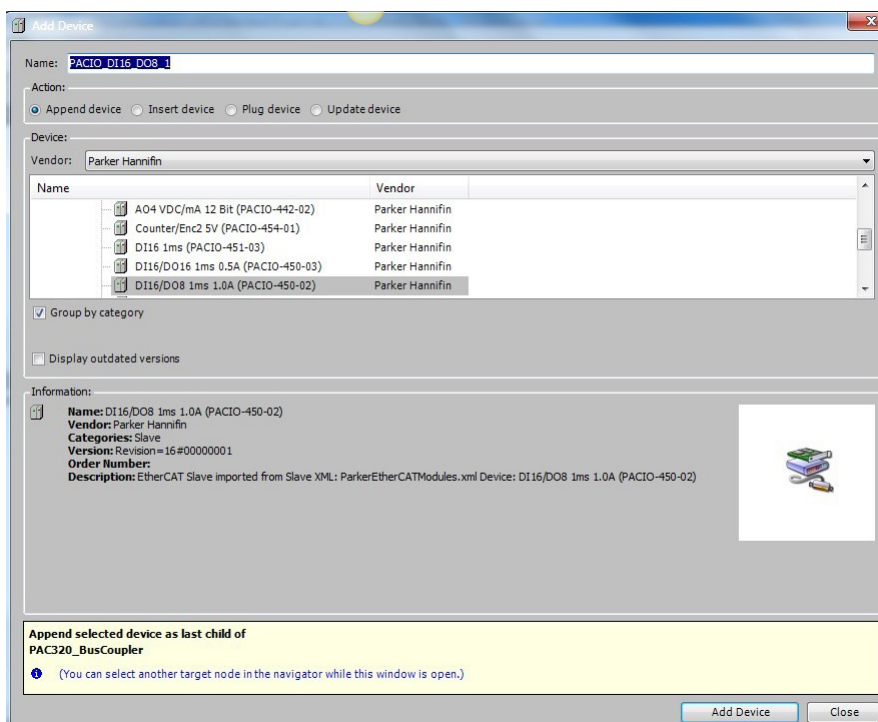 Add Device
Name: PACIO_DI16_DO8_1
Action:
Append device Insert device Plug device Update device
Device:
Vendor: Parker Hannifin
Name Vendor
AO4 VDC/mA 12 Bit (PACIO-442-02) Parker Hannifin
Counter/Enc2 5V (PACIO-454-01) Parker Hannifin
DI16 1ms (PACIO-451-03) Parker Hannifin
DI16/DO16 1ms 0.5A (PACIO-450-03) Parker Hannifin
DI16/DO8 1ms 1.0A (PACIO-450-02) Parker Hannifin
Group by category
Display outdated versions
Information:
Name: DI16/DO8 1ms 1.0A (PACIO-450-02)
Vendor: Parker Hannifin
Categories: Slave
Version: Revision=16#00000001
Order Number:
Description: EtherCAT Slave imported from Slave XML: ParkerEtherCATModules.xml Device: DI16/DO8 1ms 1.0A (PACIO-450-02)
Append selected device as last child of
PAC320_BusCoupler
(You can select another target node in the navigator while this window is open.)
Add Device Close